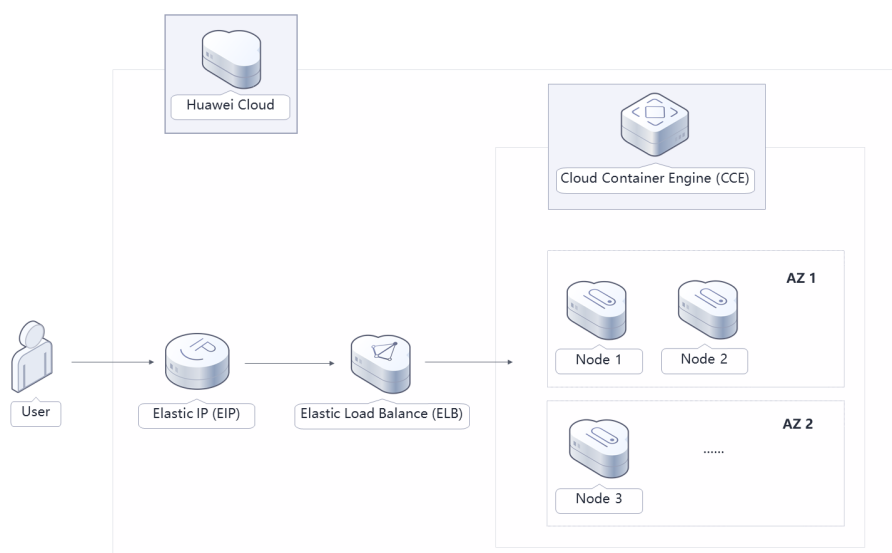 Huawei Cloud
Cloud Container Engine (CCE)
AZ 1
Node 1
Node 2
User
Elastic IP (EIP)
Elastic Load Balance (ELB)
AZ 2
......
Node 3